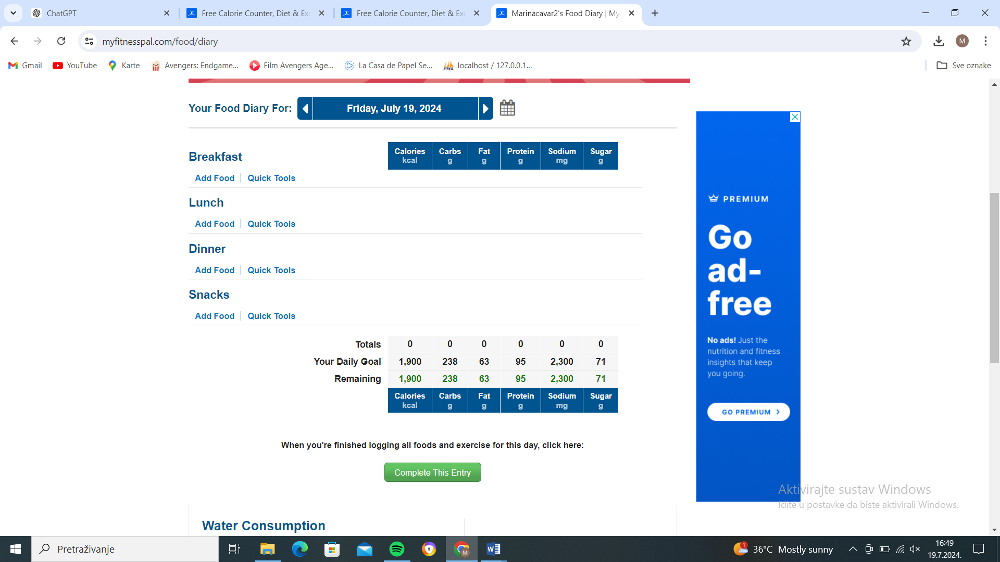 ChatGPT
Free Calorie Counter, Diet & Exe
Free Calorie Counter, Diet & Exe
Marinacavar2's Food Diary | My
myfitnesspal.com/food/diary
M
Gmail
YouTube
Karte
Avengers: Endgame...
Film Avengers Age...
La Casa de Papel Se...
localhost / 127.0.0.1...
Sve oznake
Your Food Diary For: Friday, July 19, 2024
Breakfast
Calories kcal Carbs g Fat g Protein g Sodium mg Sugar g
Add Food | Quick Tools
Lunch
Add Food | Quick Tools
Dinner
Add Food | Quick Tools
Snacks
Add Food | Quick Tools
Totals 0 0 0 0 0 0
Your Daily Goal 1,900 238 63 95 2,300 71
Remaining 1,900 238 63 95 2,300 71
Calories kcal Carbs g Fat g Protein g Sodium mg Sugar g
When you're finished logging all foods and exercise for this day, click here:
Complete This Entry
Water Consumption
PREMIUM
Go
ad-
free
No ads! Just the
nutrition and fitness
insights that keep
you going.
GO PREMIUM
Aktivirajte sustav Windows
Idite u postavke da biste aktivirali Windows.
Pretraživanje
M
1
36°C Mostly sunny
16:49
19.7.2024.